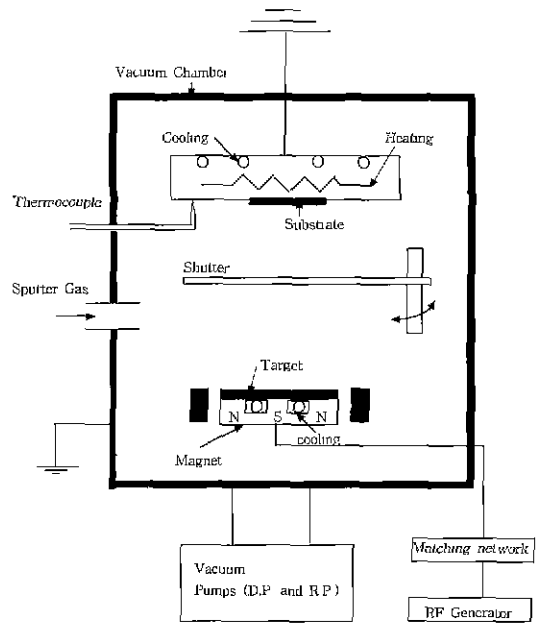 Vacuum Chamber
Cooling
Heating
Thermocouple
Substrate
Shutter
Sputter Gas
Target
N S N
cooling
Magnet
Matching network
Vacuum
Pumps (D.P and R.P)
RF Generator